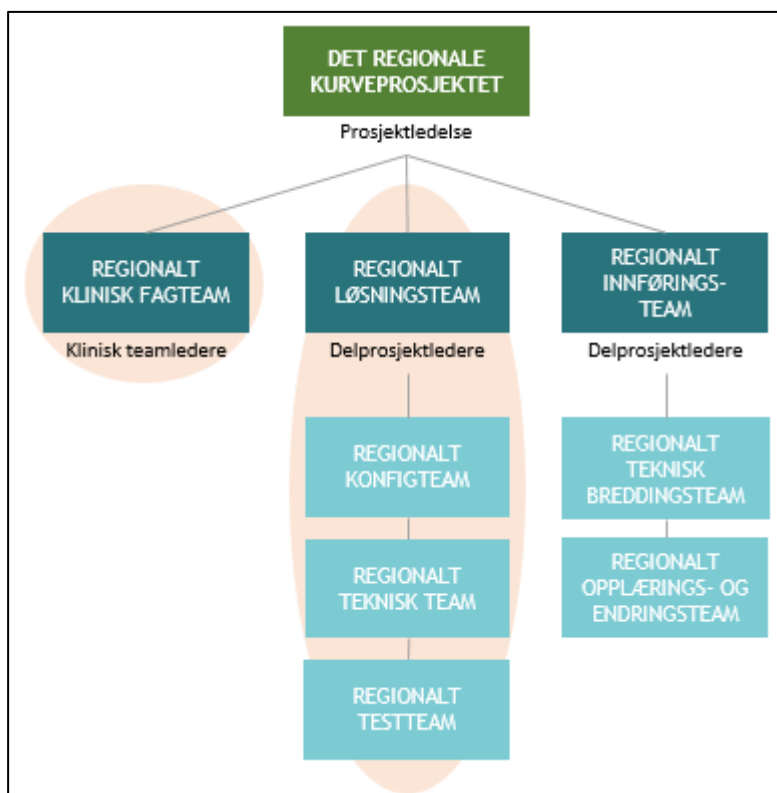 DET REGIONALE
KURVEPROSJEKTET
Prosjektledelse
REGIONALT
KLINISK FAGTEAM
Klinisk teamledere
REGIONALT
LØSNINGSTEAM
Delprosjektledere
REGIONALT
KONFIGTEAM
REGIONALT
TEKNISK TEAM
REGIONALT
TESTTEAM
REGIONALT
INNFØRINGS-
TEAM
Delprosjektledere
REGIONALT
TEKNISK
BREDDINGSTEAM
REGIONALT
OPPLÆRINGS- OG
ENDRINGSTEAM